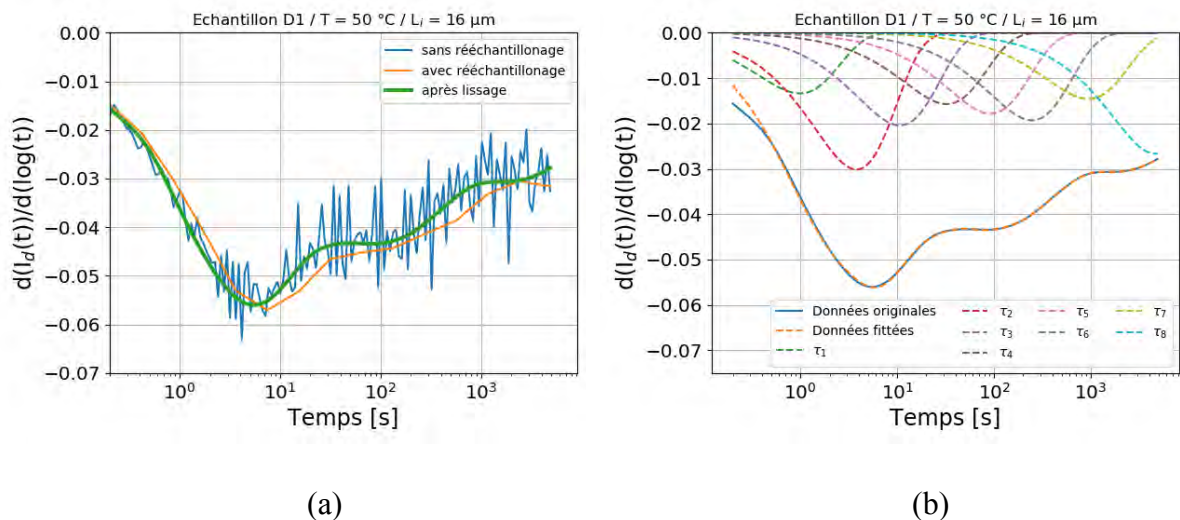 Echantillon D1 / T = 50 °C / Lᵢ = 16 µm
0.00
−0.01
−0.02
−0.03
−0.04
−0.05
−0.06
−0.07
d(I_d(t))/d(log(t))
sans rééchantillonage
avec rééchantillonage
après lissage
10⁰
10¹
10²
10³
Temps [s]
(a)
Echantillon D1 / T = 50 °C / Lᵢ = 16 µm
0.00
−0.01
−0.02
−0.03
−0.04
−0.05
−0.06
−0.07
d(I_d(t))/d(log(t))
Données originales
Données fittées
τ₁
τ₂
τ₃
τ₄
τ₅
τ₆
τ₇
τ₈
10⁰
10¹
10²
10³
Temps [s]
(b)